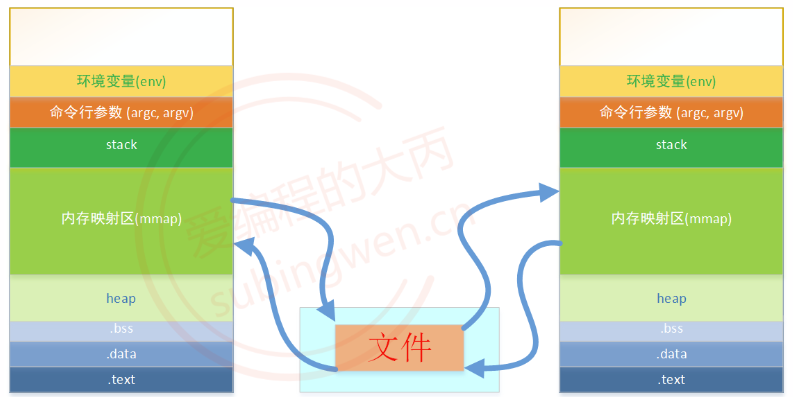 环境变量(env)
命令行参数 (argc, argv)
stack
内存映射区(mmap)
heap
.bss
.data
.text
环境变量(env)
命令行参数 (argc, argv)
stack
内存映射区(mmap)
heap
.bss
.data
.text
文件
爱编程的大丙
subingwen.cn